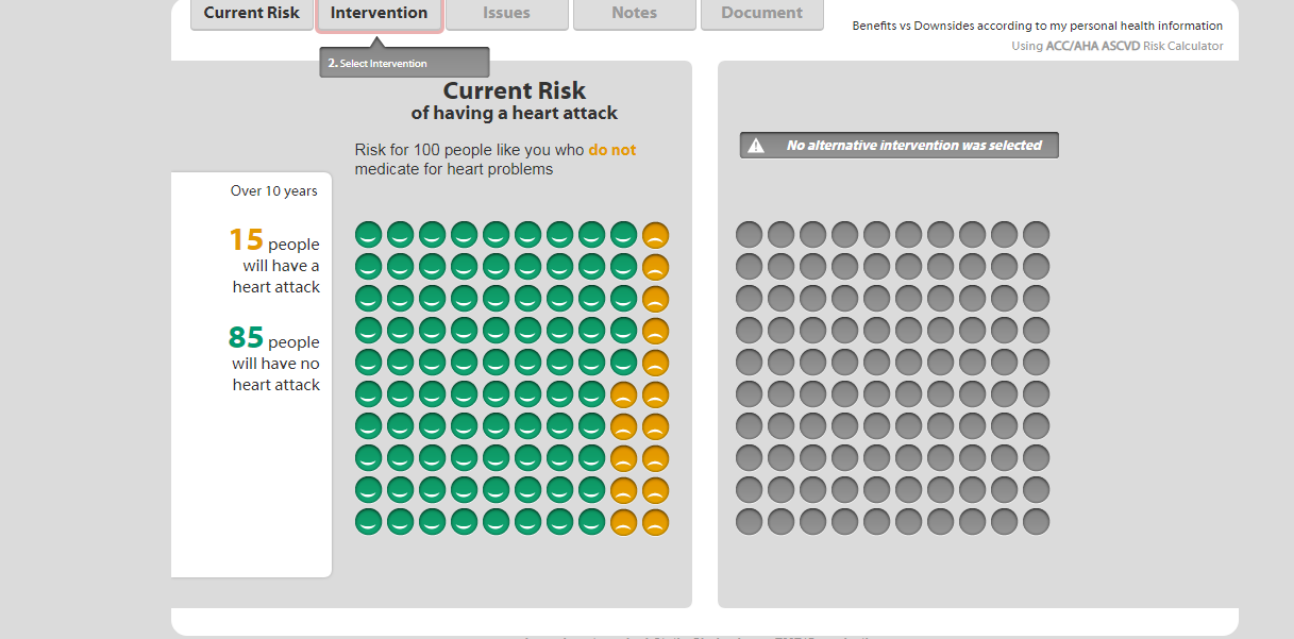 Current Risk
Intervention
Issues
Notes
Document
Benefits vs Downsides according to my personal health information
Using ACC/AHA ASCVD Risk Calculator
2. Select Intervention
Current Risk
of having a heart attack
Risk for 100 people like you who do not
medicate for heart problems
No alternative intervention was selected
Over 10 years
15 people
will have a
heart attack
85 people
will have no
heart attack